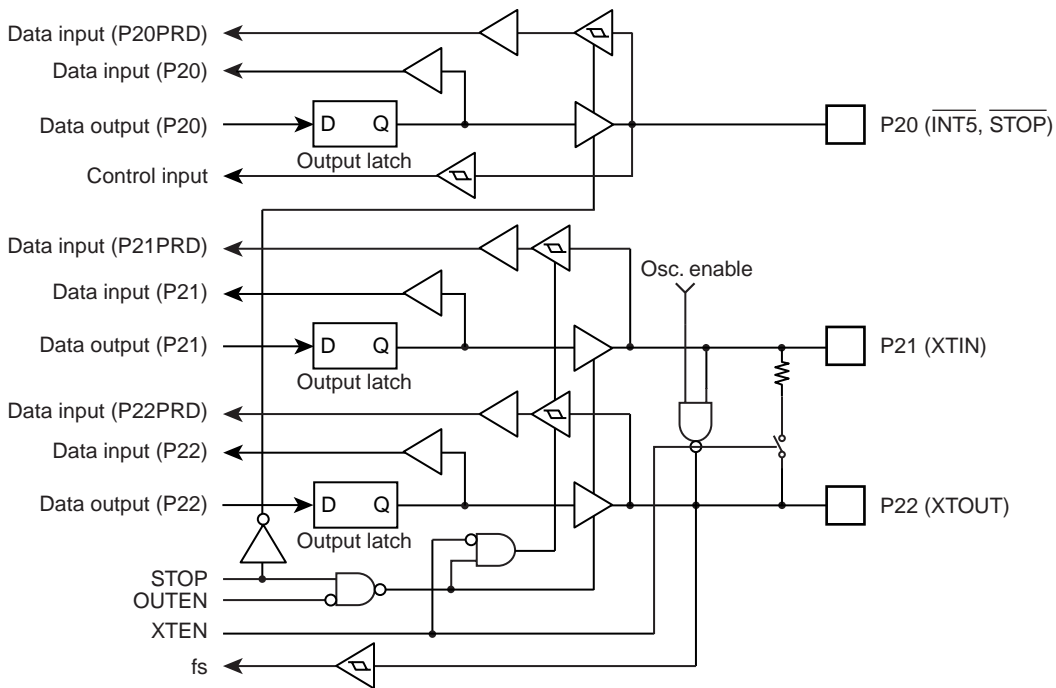 Data input (P20PRD)
Data input (P20)
Data output (P20)
D Q
Output latch
P20 (INT5, STOP)
Control input
Data input (P21PRD)
Osc. enable
Data input (P21)
Data output (P21)
D Q
Output latch
P21 (XTIN)
Data input (P22PRD)
Data input (P22)
Data output (P22)
D Q
Output latch
P22 (XTOUT)
STOP
OUTEN
XTEN
fs